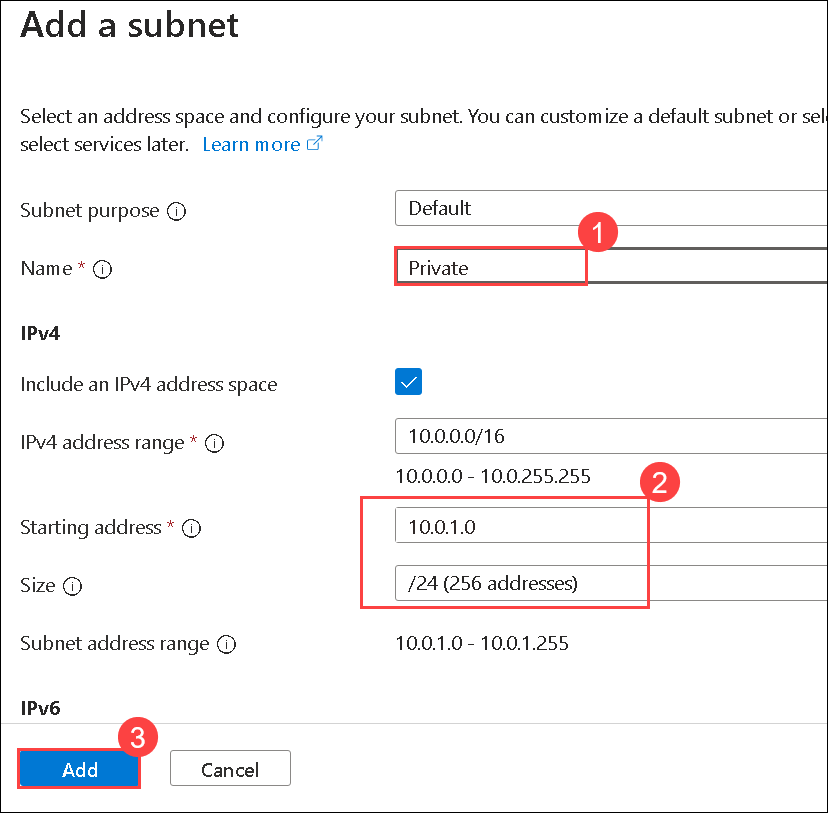 Add a subnet
Select an address space and configure your subnet. You can customize a default subnet or sel
select services later. Learn more
Subnet purpose
Default
1
Name *
Private
IPv4
Include an IPv4 address space
IPv4 address range *
10.0.0.0/16
10.0.0.0 - 10.0.255.255
2
Starting address *
10.0.1.0
Size
/24 (256 addresses)
Subnet address range
10.0.1.0 - 10.0.1.255
IPv6
3
Add
Cancel